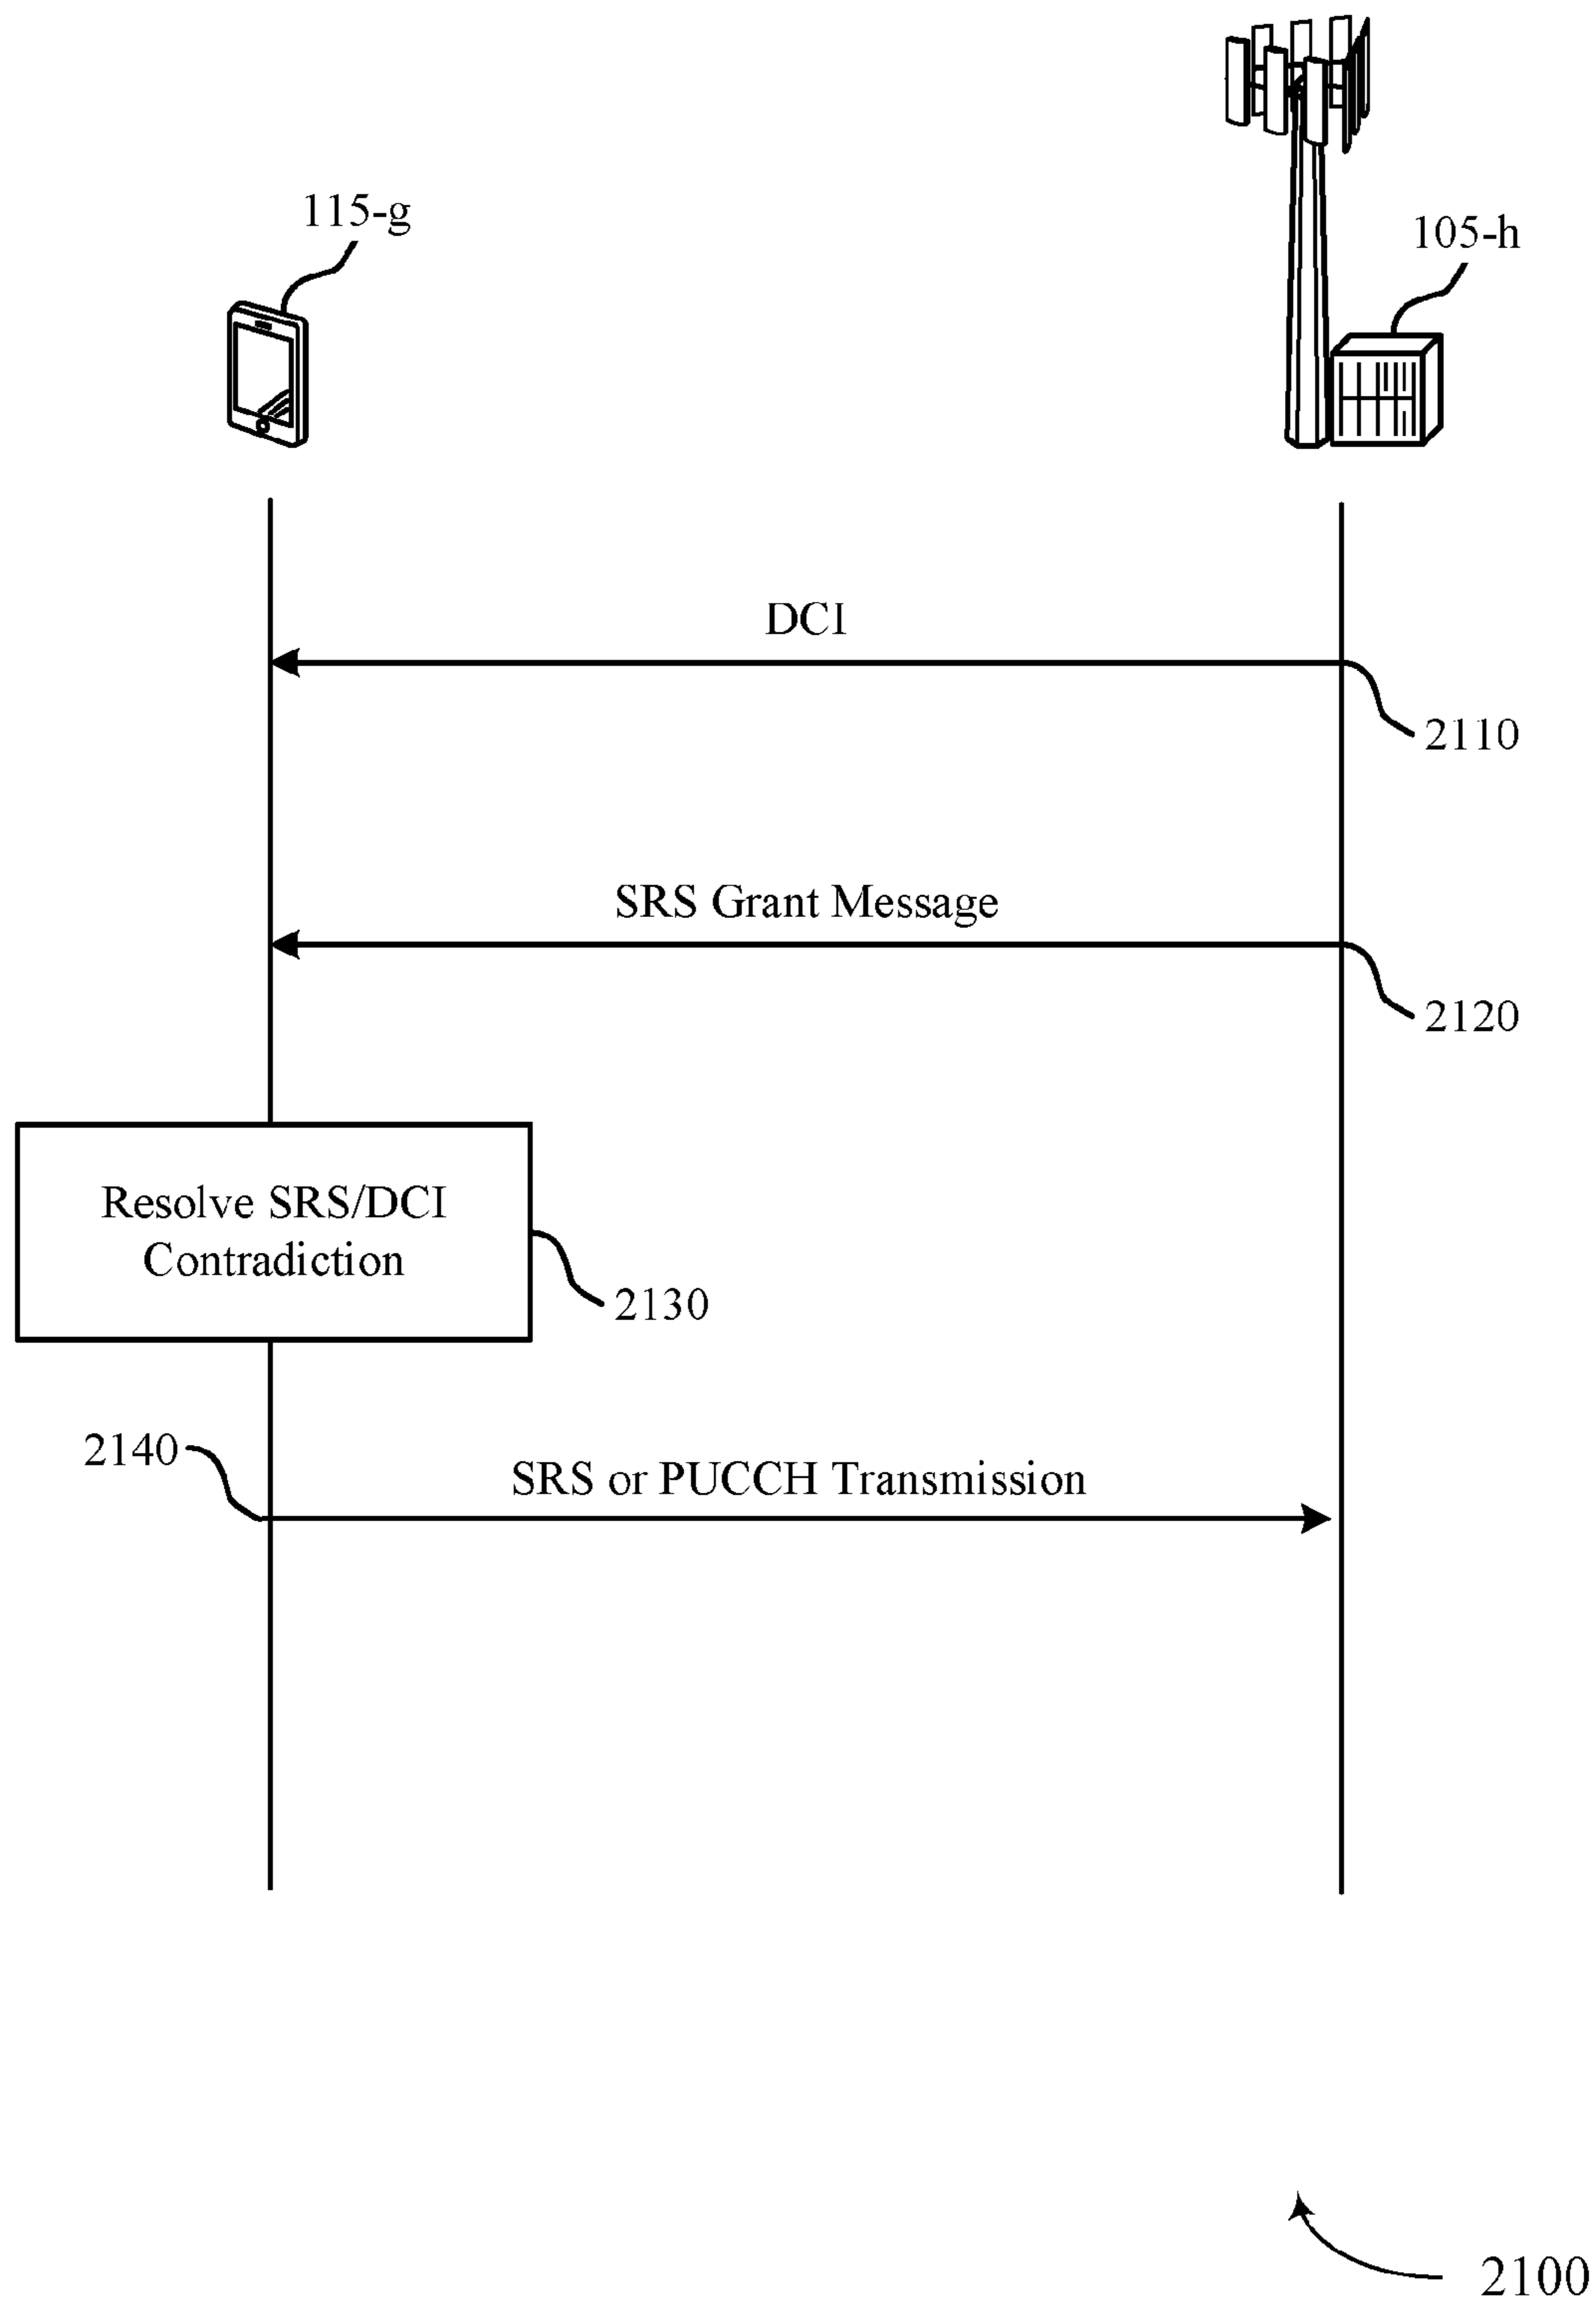 115-g
105-h
DCI
2110
SRS Grant Message
2120
Resolve SRS/DCI
Contradiction
2130
2140
SRS or PUCCH Transmission
2100